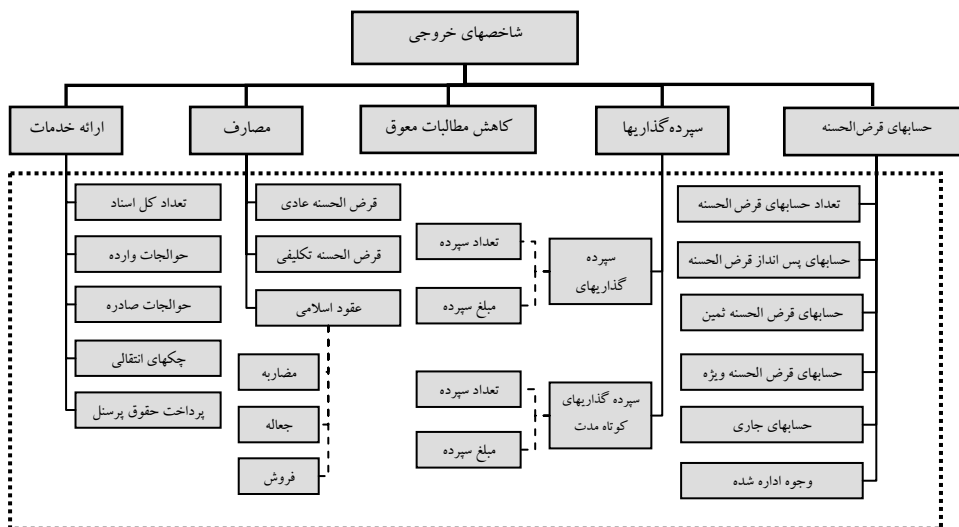 شاخصهای خروجی
حسابهای قرض‌الحسنه
سپرده‌گذاریها
کاهش مطالبات معوق
مصارف
ارائه خدمات
تعداد حسابهای قرض الحسنه
حسابهای پس انداز قرض الحسنه
حسابهای قرض الحسنه ثمین
حسابهای قرض الحسنه ویژه
حسابهای جاری
وجوه اداره شده
سپرده
گذاریهای
تعداد سپرده
مبلغ سپرده
سپرده گذاریهای
کوتاه مدت
تعداد سپرده
مبلغ سپرده
قرض الحسنه عادی
قرض الحسنه تکلیفی
عقود اسلامی
مضاربه
جعاله
فروش
تعداد کل اسناد
حوالجات وارده
حوالجات صادره
چکهای انتقالی
پرداخت حقوق پرسنل